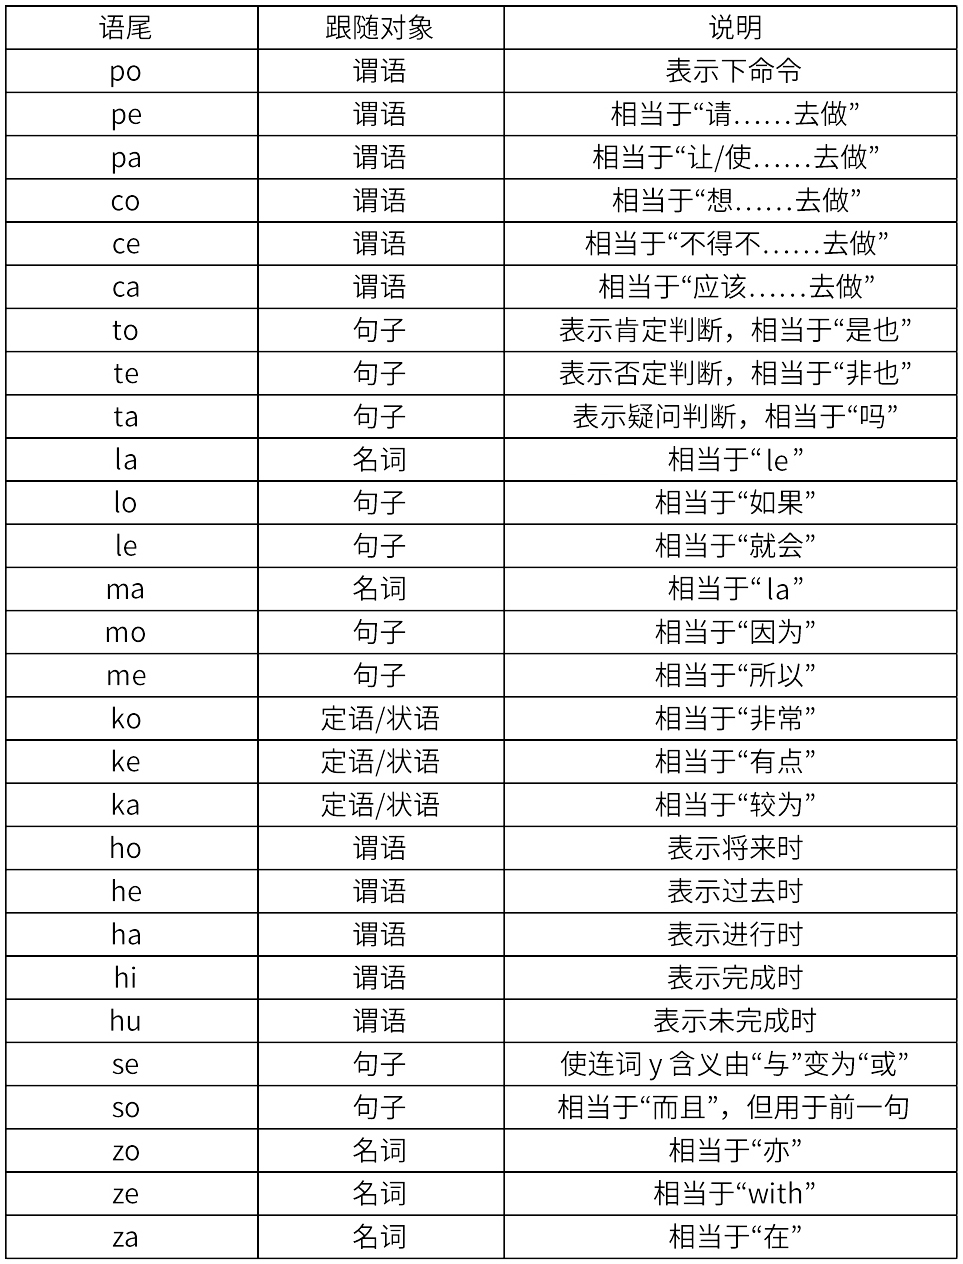 语尾 跟随对象 说明
po 谓语 表示下命令
pe 谓语 相当于“请……去做”
pa 谓语 相当于“让/使……去做”
co 谓语 相当于“想……去做”
ce 谓语 相当于“不得不……去做”
ca 谓语 相当于“应该……去做”
to 句子 表示肯定判断，相当于“是也”
te 句子 表示否定判断，相当于“非也”
ta 句子 表示疑问判断，相当于“吗”
la 名词 相当于“le”
lo 句子 相当于“如果”
le 句子 相当于“就会”
ma 名词 相当于“la”
mo 句子 相当于“因为”
me 句子 相当于“所以”
ko 定语/状语 相当于“非常”
ke 定语/状语 相当于“有点”
ka 定语/状语 相当于“较为”
ho 谓语 表示将来时
he 谓语 表示过去时
ha 谓语 表示进行时
hi 谓语 表示完成时
hu 谓语 表示未完成时
se 句子 使连词 y 含义由“与”变为“或”
so 句子 相当于“而且”，但用于前一句
zo 名词 相当于“亦”
ze 名词 相当于“with”
za 名词 相当于“在”